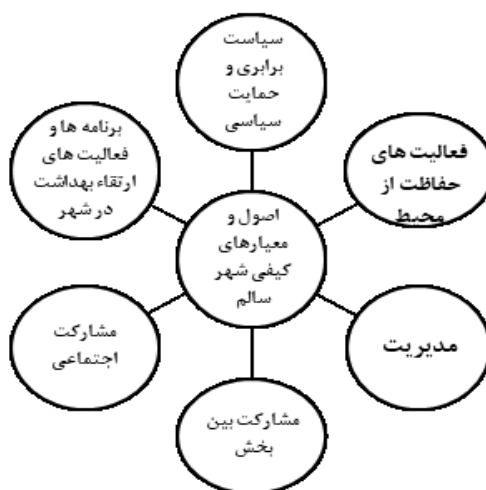 سیاست
برابری و
حمایت
سیاسی
فعالیت های
حفاظت از
محیط
برنامه ها و
فعالیت های
ارتقاء بهداشت
در شهر
اصول و
معیارهای
کیفی شهر
سالم
مدیریت
مشارکت
اجتماعی
مشارکت بین
بخش